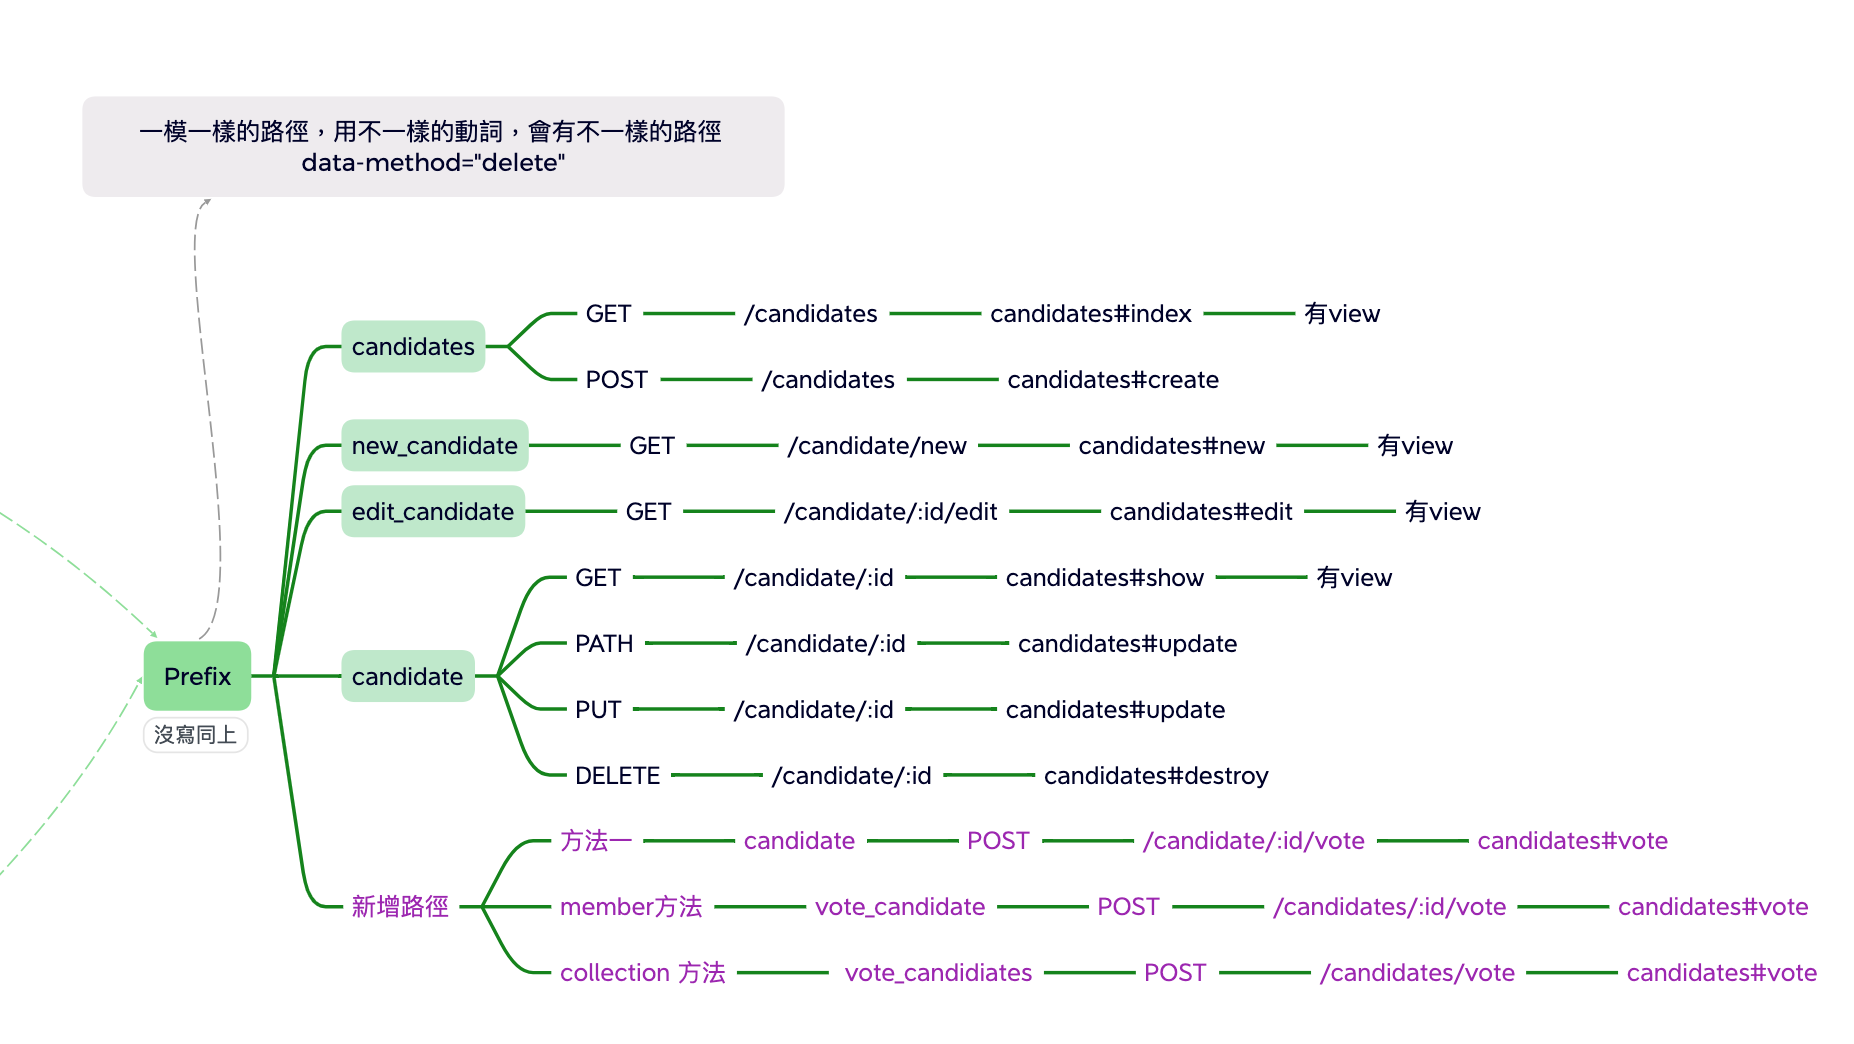 一模一樣的路徑，用不一樣的動詞，會有不一樣的路徑
data-method="delete"
GET /candidates candidates#index 有view
candidates
POST /candidates candidates#create
new_candidate GET /candidate/new candidates#new 有view
edit_candidate GET /candidate/:id/edit candidates#edit 有view
GET /candidate/:id candidates#show 有view
PATH /candidate/:id candidates#update
Prefix candidate
PUT /candidate/:id candidates#update
沒寫同上
DELETE /candidate/:id candidates#destroy
方法一 candidate POST /candidate/:id/vote candidates#vote
新增路徑 member方法 vote_candidate POST /candidates/:id/vote candidates#vote
collection 方法 vote_candidiates POST /candidates/vote candidates#vote